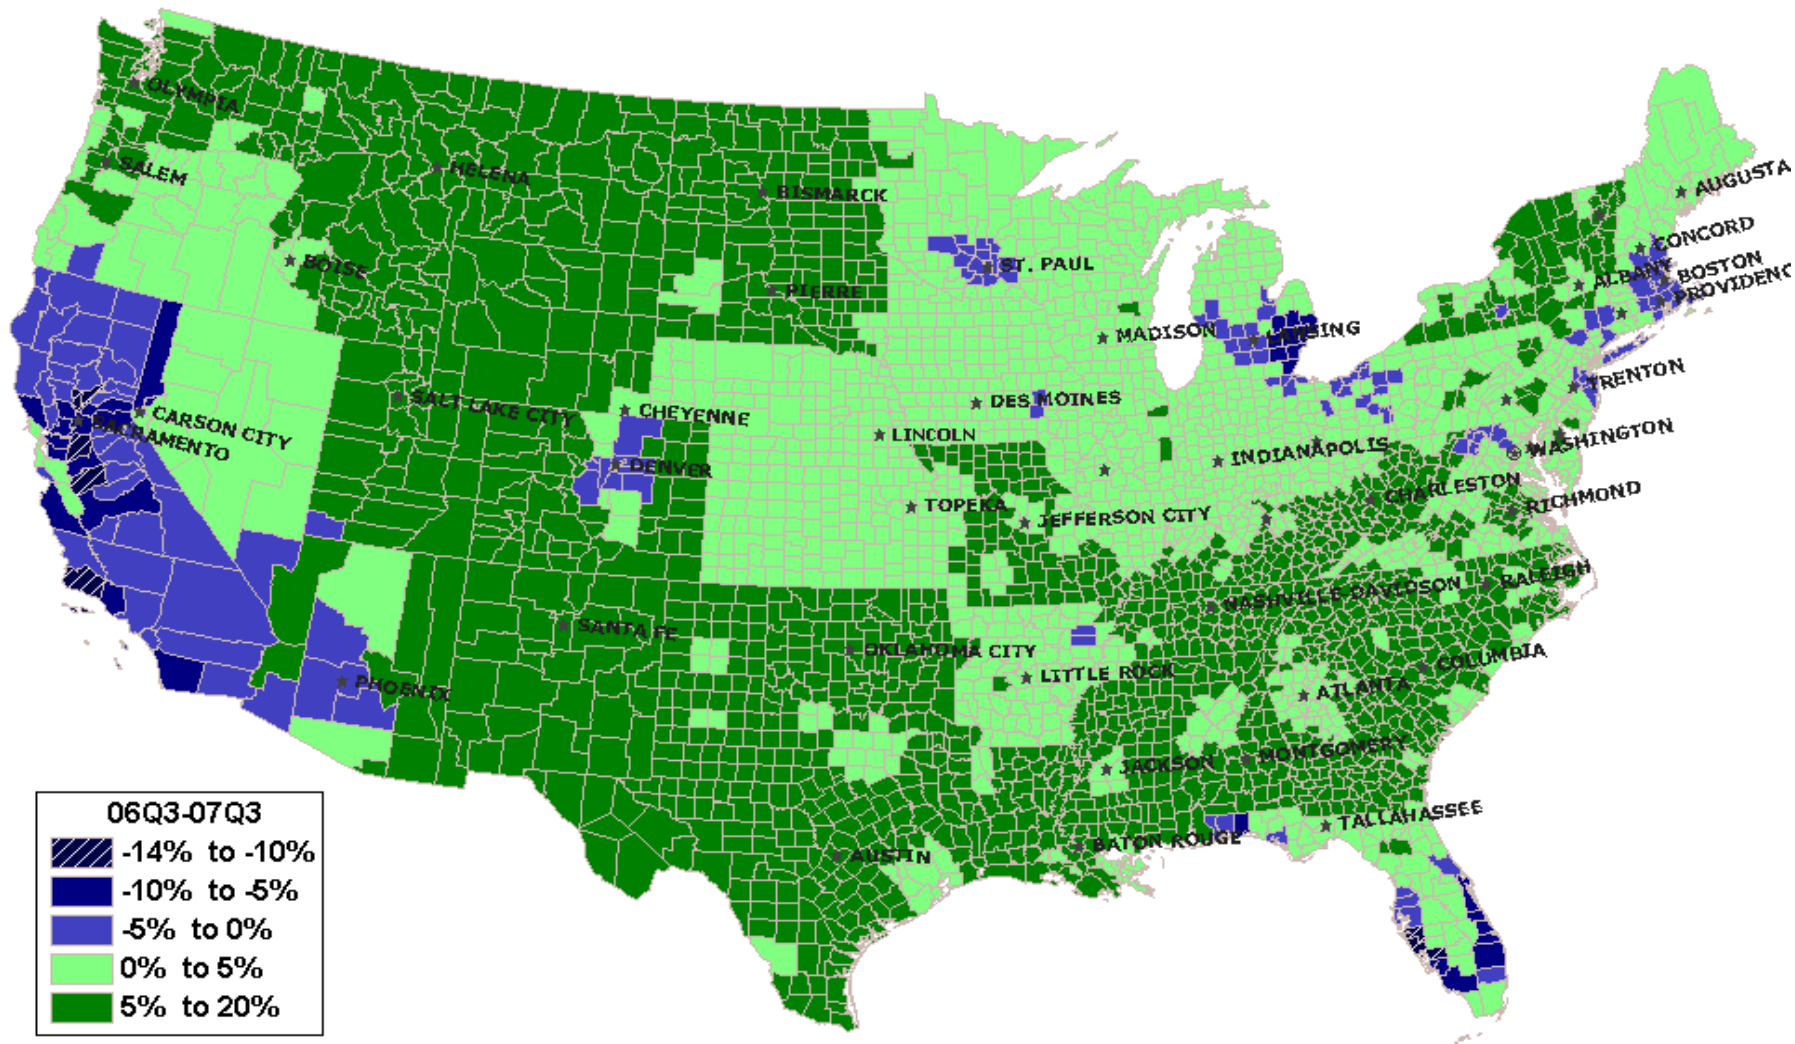 OLYMPIA
SALEM
HELENA
BISMARCK
BOISE
ST. PAUL
PIERRE
MADISON
LANSING
AUGUSTA
CONCORD
ALBANY
BOSTON
PROVIDENC
TRENTON
SALT LAKE CITY
CHEYENNE
DES MOINES
CARSON CITY
SACRAMENTO
LINCOLN
DENVER
INDIANAPOLIS
WASHINGTON
CHARLESTON
RICHMOND
TOPEKA
JEFFERSON CITY
NASHVILLE-DAVIDSON
RALEIGH
SANTA FE
OKLAHOMA CITY
LITTLE ROCK
COLUMBIA
PHOENIX
ATLANTA
JACKSON
MONTGOMERY
TALLAHASSEE
BATON ROUGE
AUSTIN
06Q3-07Q3
-14% to -10%
-10% to -5%
-5% to 0%
0% to 5%
5% to 20%